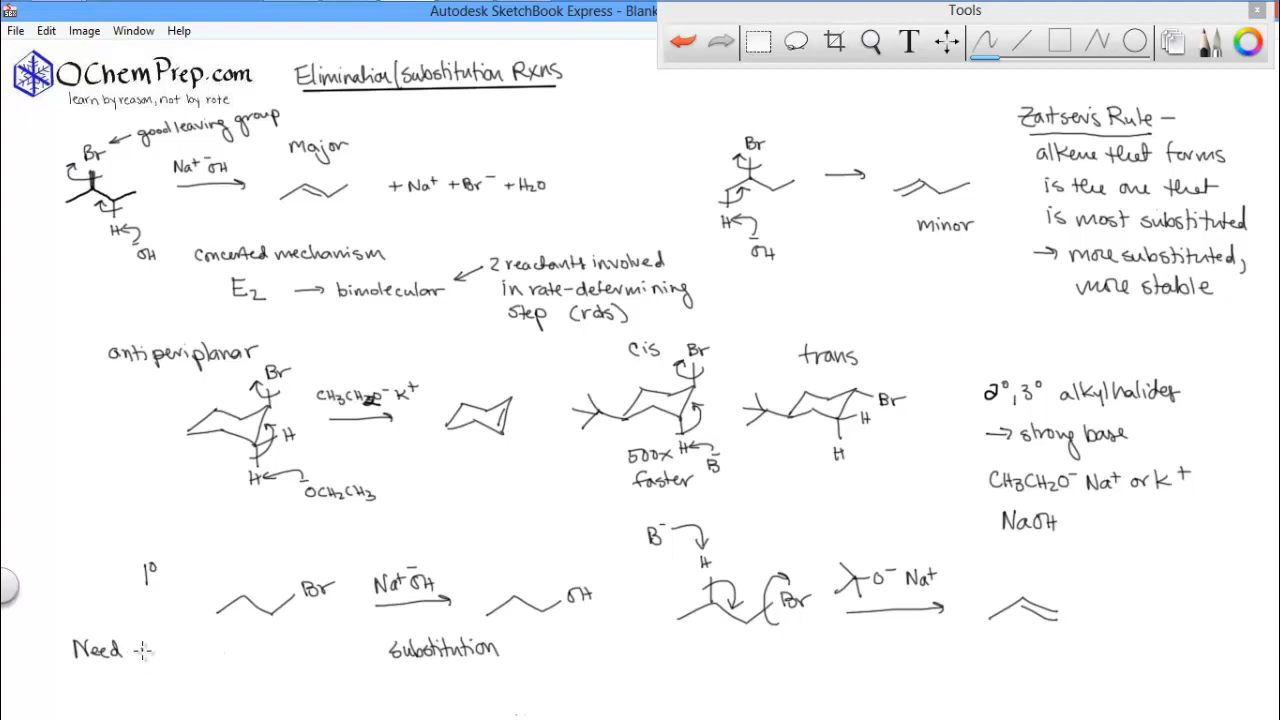 Autodesk SketchBook Express - Blank
Tools
File Edit Image Window Help
T
OChemPrep.com
learn by reason, not by rote
Elimination/Substitution Rxns
good leaving group
Br
Na⁺ ⁻OH
Major
+ Na⁺ + Br⁻ + H2O
H
⁻OH
concerted mechanism
E2 → bimolecular
2 reactants involved
in rate-determining
step (rds)
Br
H
⁻OH
minor
Zaitsev's Rule -
alkene that forms
is the one that
is most substituted
→ more substituted,
more stable
antiperiplanar
Br
H
H
OCH2CH3
CH3CH2O⁻ K⁺
cis
Br
H
B⁻
500x
faster
trans
Br
H
H
2°, 3° alkylhalides
→ strong base
CH3CH2O⁻ Na⁺ or K⁺
NaOH
1°
Br
Na⁺ ⁻OH
OH
B⁻
H
Br
O⁻ Na⁺
Need
Substitution